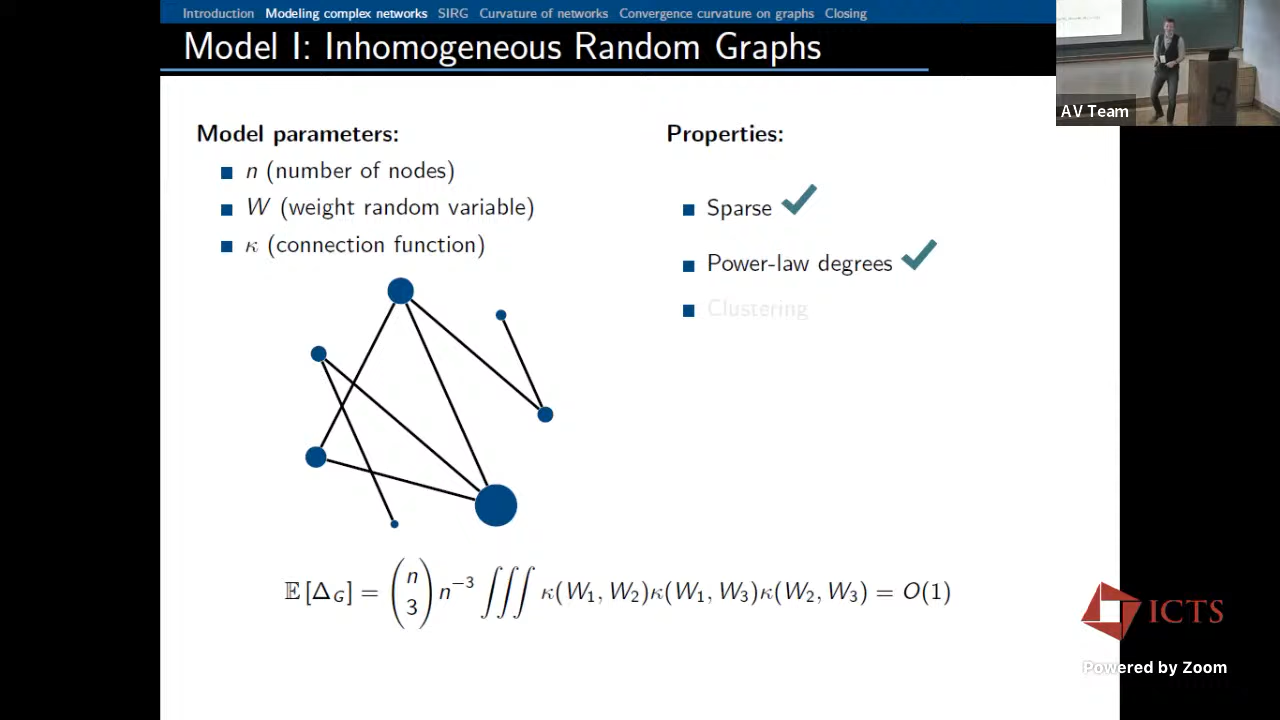 Introduction Modeling complex networks SIRG Curvature of networks Convergence curvature on graphs Closing
Model I: Inhomogeneous Random Graphs
AV Team
Model parameters:
n (number of nodes)
W (weight random variable)
κ (connection function)
Properties:
Sparse ✓
Power-law degrees ✓
Clustering
𝔼[Δ_G] = \binom{n}{3} n^{-3} ∭ κ(W_1, W_2)κ(W_1, W_3)κ(W_2, W_3) = O(1)
ICTS
Powered by Zoom